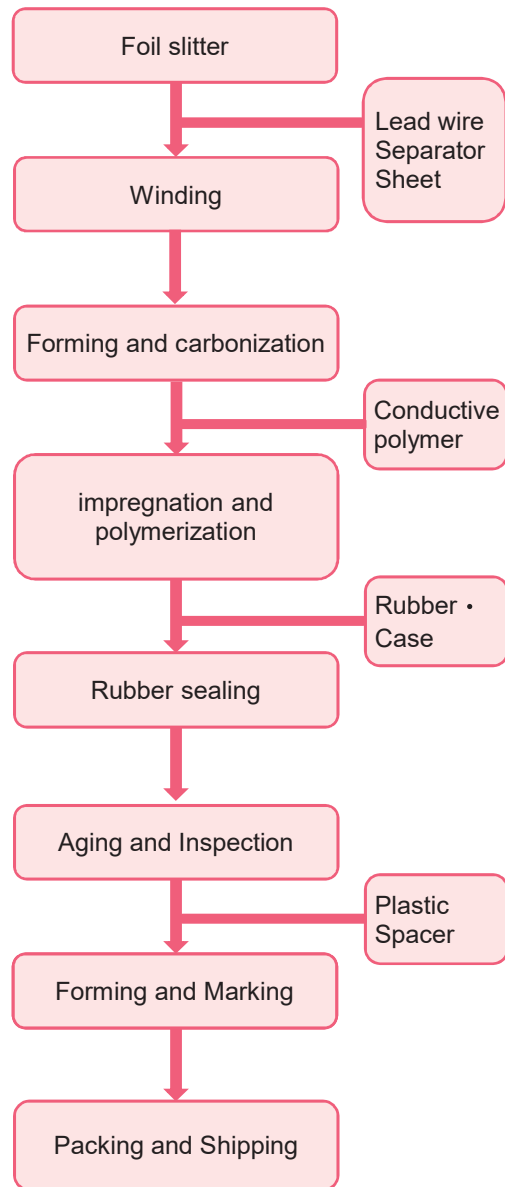 Foil slitter
Lead wire
Separator
Sheet
Winding
Forming and carbonization
Conductive
polymer
impregnation and
polymerization
Rubber・
Case
Rubber sealing
Aging and Inspection
Plastic
Spacer
Forming and Marking
Packing and Shipping